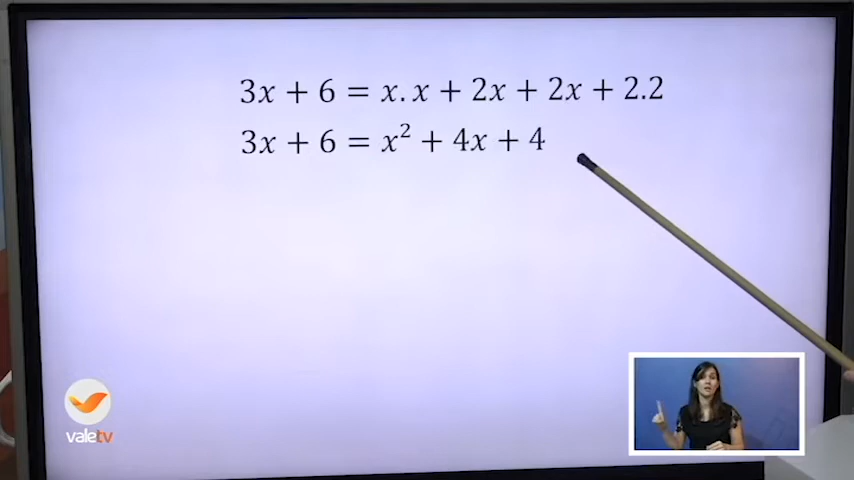 3x + 6 = x.x + 2x + 2x + 2.2
3x + 6 = x² + 4x + 4
valetv